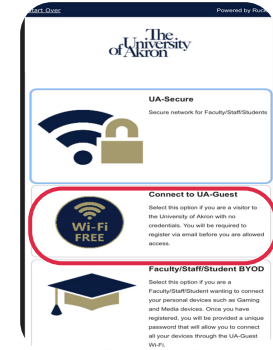 Start Over
Powered by Ruck
The
University
of Akron
UA-Secure
Secure network for Faculty/Staff/Students
Connect to UA-Guest
Select this option if you are a visitor to
the University of Akron with no
credentials. You will be required to
register via email before you are allowed
access.
Wi-Fi
FREE
Faculty/Staff/Student BYOD
Select this option if you are a
Faculty/Staff/Student wanting to connect
your personal devices such as Gaming
and Media devices. Once you have
registered, you will be provided a unique
password that will allow you to connect
all your devices through the UA-Guest
Wi-Fi.